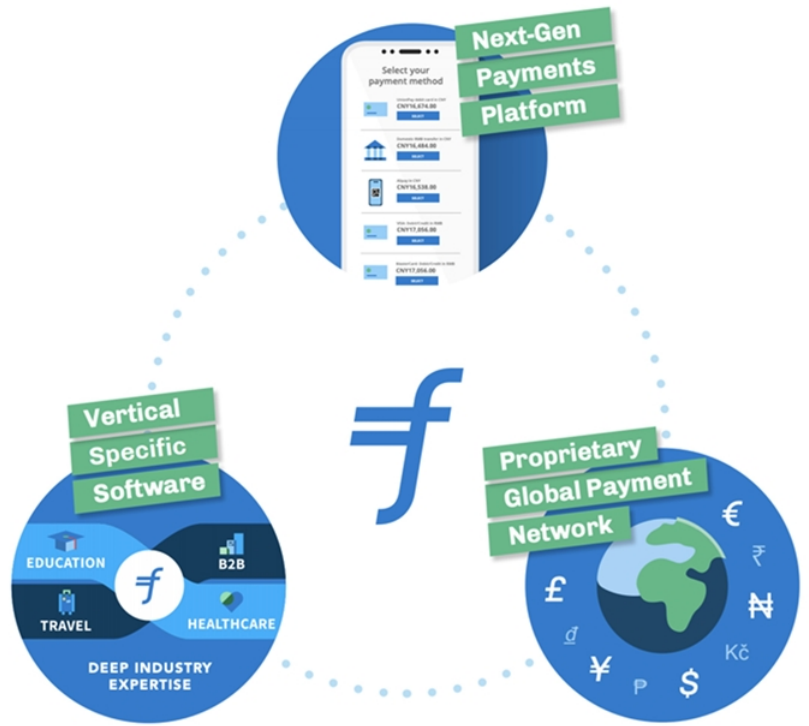 Next-Gen
Payments
Platform
Select your
payment method
CNY16,674.00
SELECT
CNY16,484.00
SELECT
CNY16,538.00
SELECT
CNY17,056.00
SELECT
CNY17,056.00
SELECT
Vertical
Specific
Software
EDUCATION
B2B
TRAVEL
HEALTHCARE
DEEP INDUSTRY
EXPERTISE
Proprietary
Global Payment
Network
€
₹
£
₦
₫
Kč
¥
₱
$